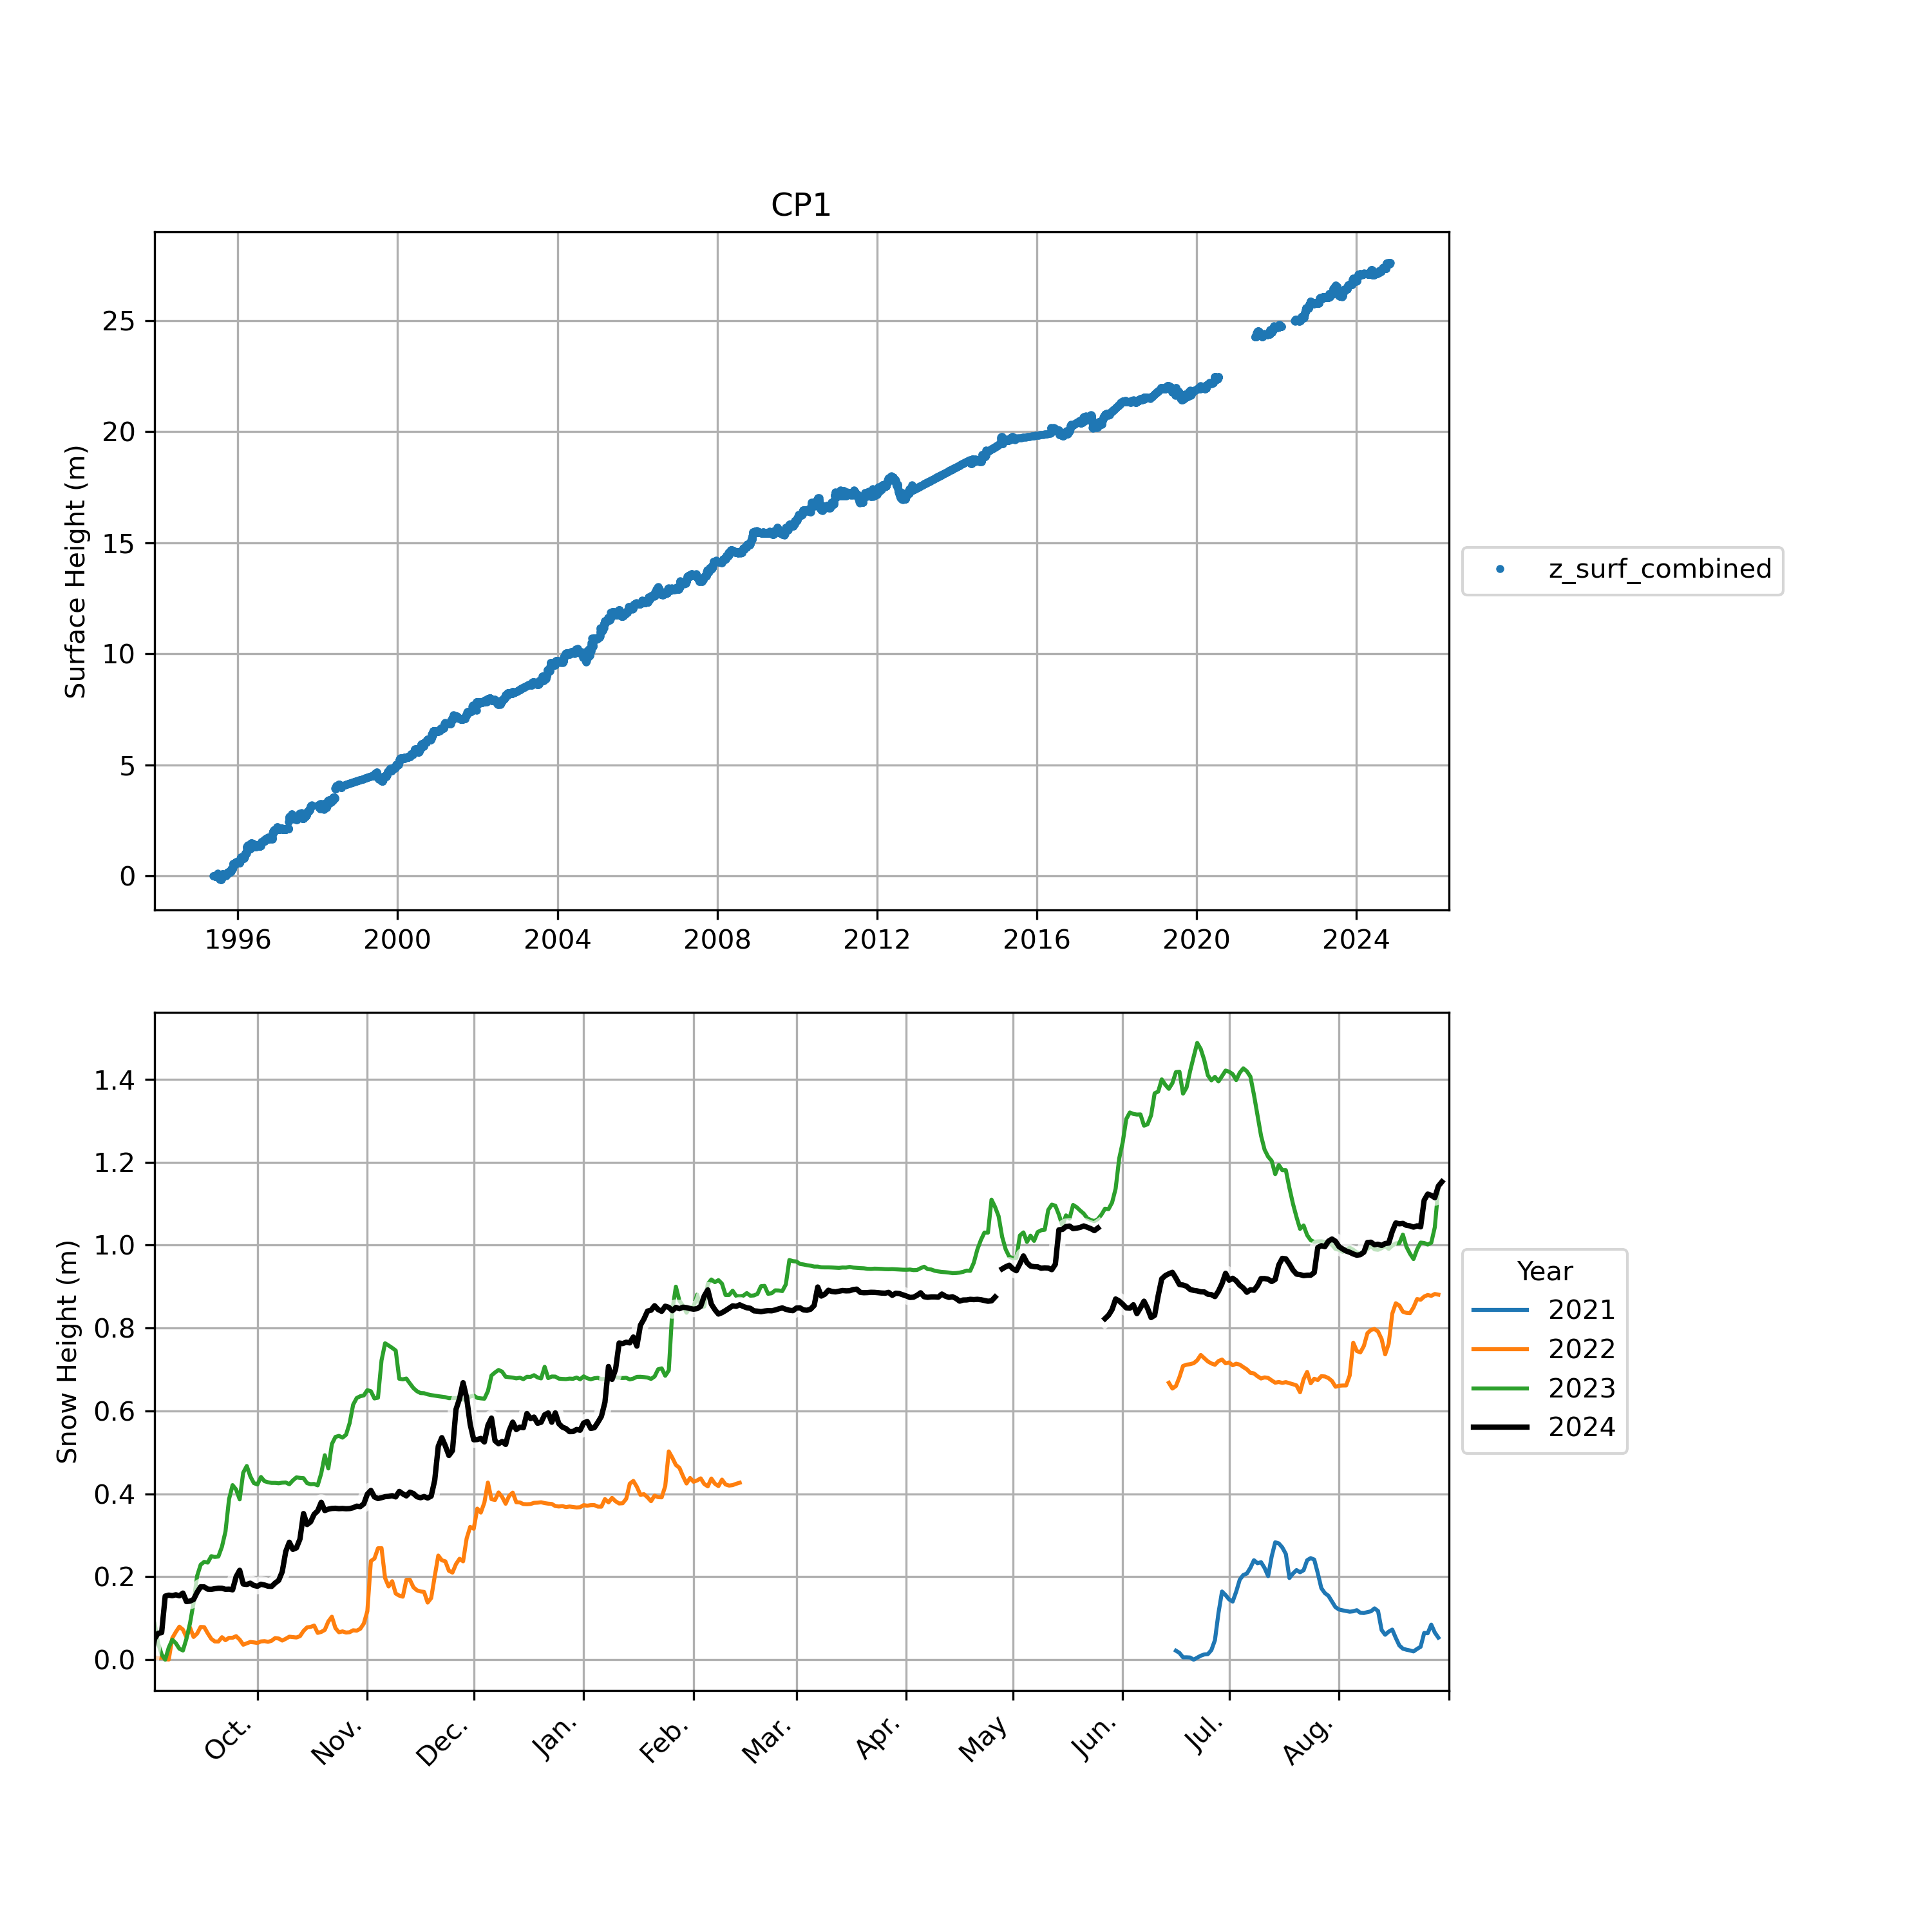 CP1
25
20
15
10
5
0
Surface Height (m)
1996 2000 2004 2008 2012 2016 2020 2024
z_surf_combined
1.4
1.2
1.0
0.8
0.6
0.4
0.2
0.0
Snow Height (m)
Oct. Nov. Dec. Jan. Feb. Mar. Apr. May Jun. Jul. Aug.
Year
2021
2022
2023
2024